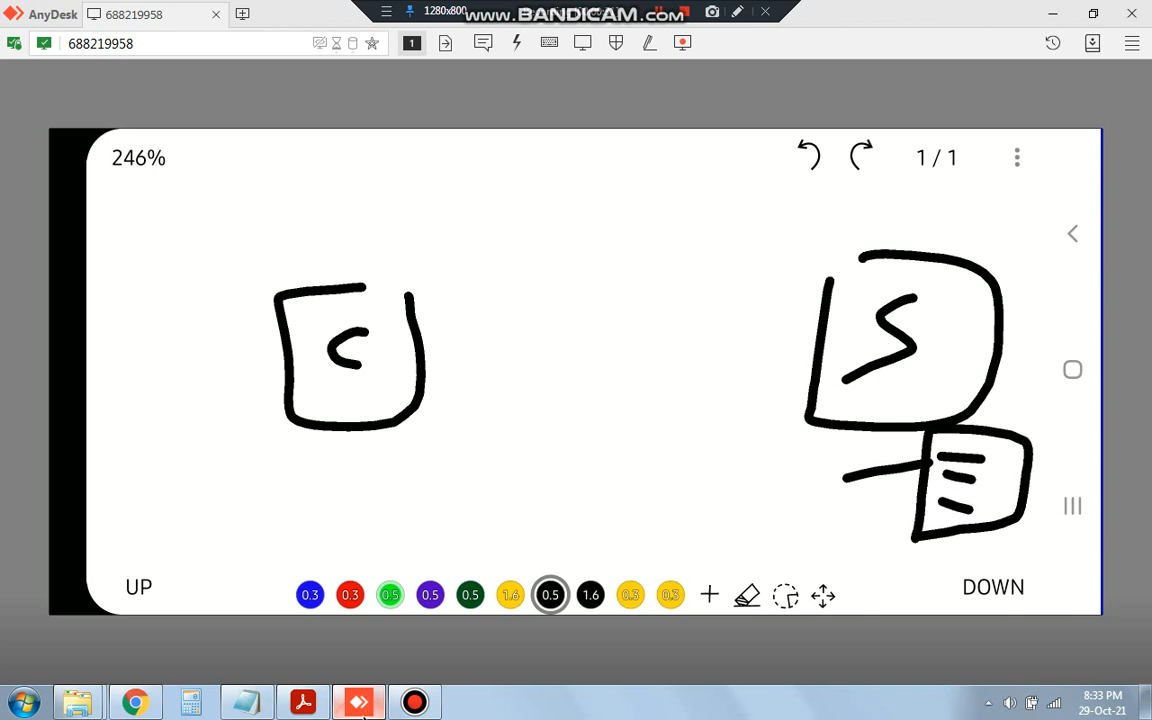 AnyDesk
688219958
1280x800
www.BANDICAM.com
688219958
1
246%
1 / 1
C
S
UP
0.3
0.3
0.5
0.5
0.5
1.6
0.5
1.6
0.3
0.3
DOWN
8:33 PM
29-Oct-21